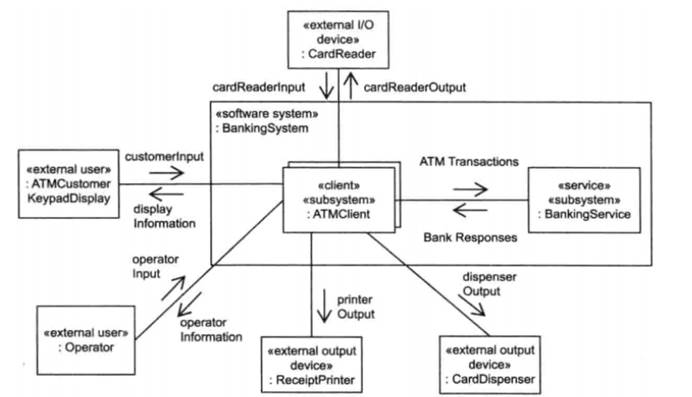 «external I/O
device»
: CardReader
cardReaderInput
cardReaderOutput
«software system»
: BankingSystem
«external user»
: ATMCustomer
KeypadDisplay
customerInput
display
Information
«client»
«subsystem»
: ATMClient
ATM Transactions
Bank Responses
«service»
«subsystem»
: BankingService
operator
Input
operator
Information
printer
Output
dispenser
Output
«external user»
: Operator
«external output
device»
: ReceiptPrinter
«external output
device»
: CardDispenser